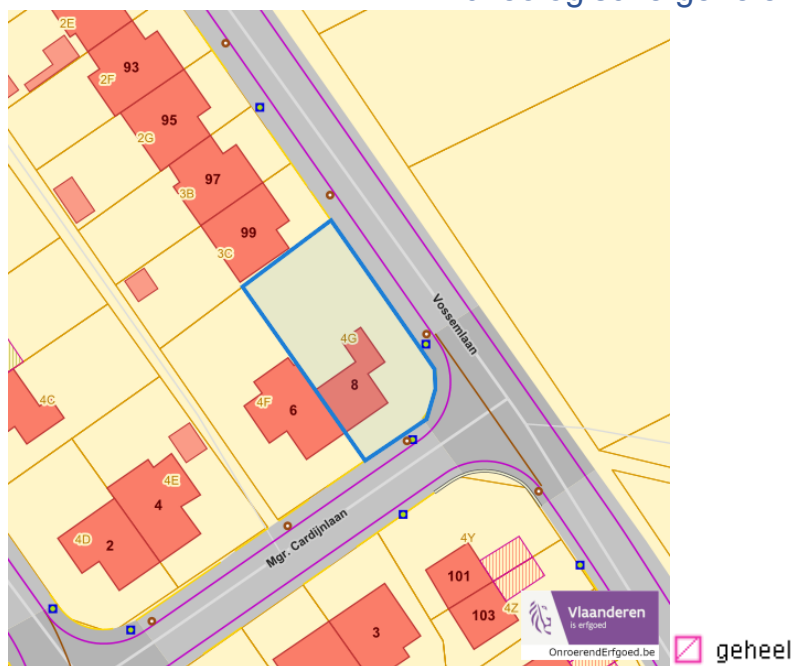 2E
93
2F
95
2G
97
3B
99
3C
Vossemlaan
4G
8
4C
4F
6
4E
4
4D
2
Mgr. Cardijnlaan
4Y
101
4Z
103
3
Vlaanderen
is erfgoed
OnroerendErfgoed.be
geheel